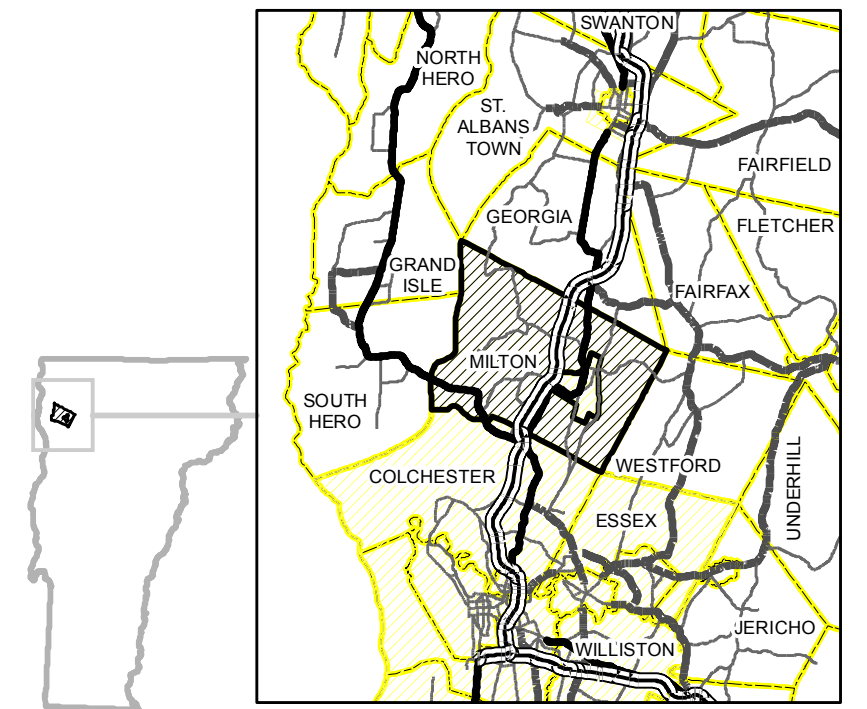 SWANTON
NORTH
HERO
ST.
ALBANS
TOWN
FAIRFIELD
GEORGIA
FLETCHER
GRAND
ISLE
FAIRFAX
MILTON
SOUTH
HERO
COLCHESTER
WESTFORD
UNDERHILL
ESSEX
JERICHO
WILLISTON